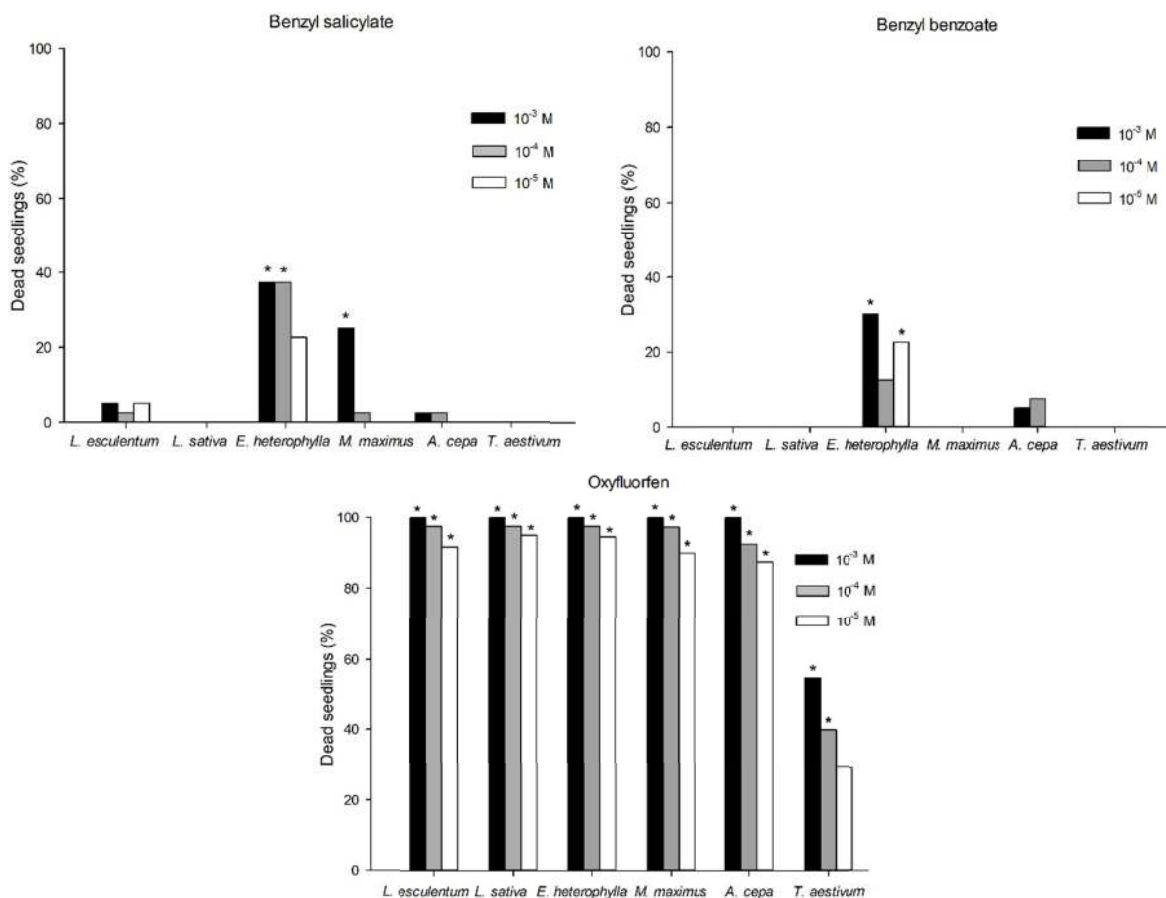 Benzyl salicylate
100
80
60
40
20
0
Dead seedlings (%)
10⁻³ M
10⁻⁴ M
10⁻⁵ M
* * *
L. esculentum L. sativa E. heterophylla M. maximus A. cepa T. aestivum
Benzyl benzoate
100
80
60
40
20
0
Dead seedlings (%)
10⁻³ M
10⁻⁴ M
10⁻⁵ M
* *
L. esculentum L. sativa E. heterophylla M. maximus A. cepa T. aestivum
Oxyfluorfen
100
80
60
40
20
0
Dead seedlings (%)
10⁻³ M
10⁻⁴ M
10⁻⁵ M
* * * * * * * * * * * * * * * * *
L. esculentum L. sativa E. heterophylla M. maximus A. cepa T. aestivum